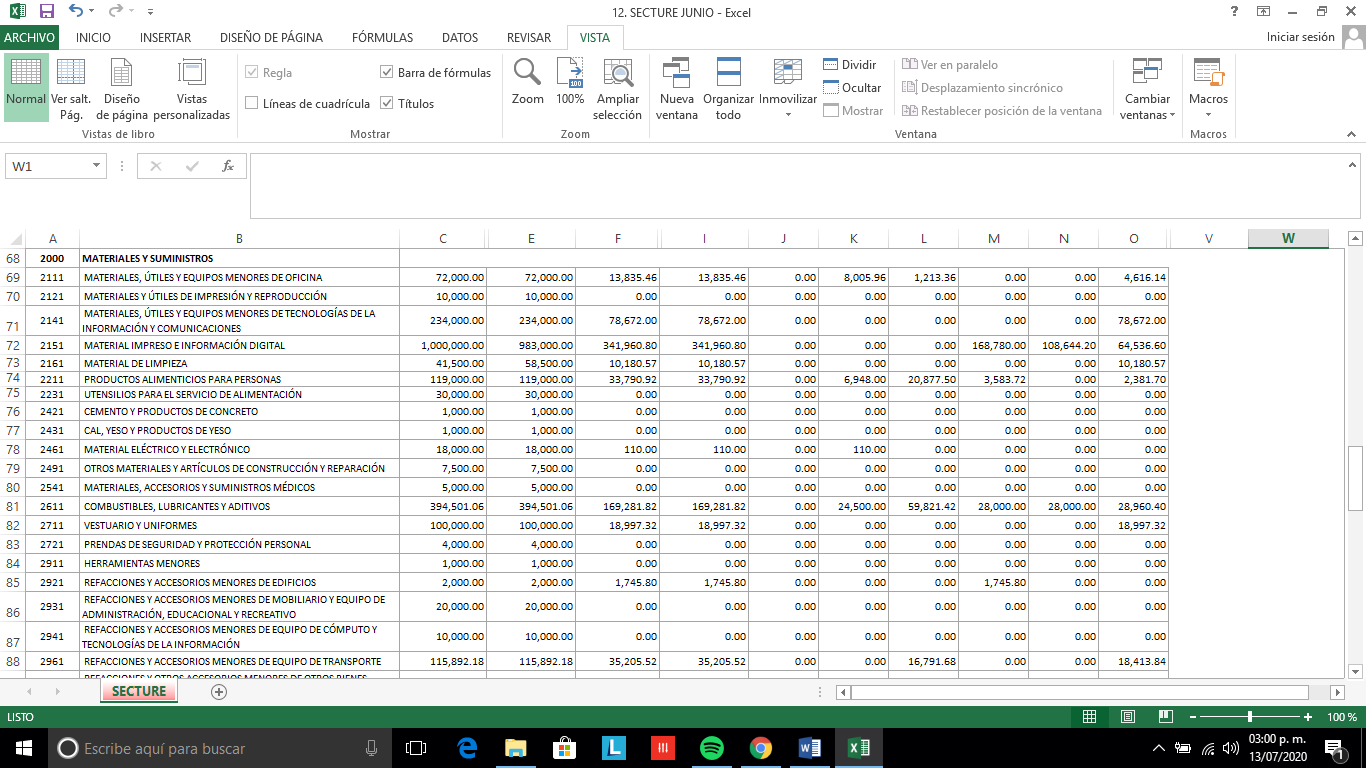 12. SECTURE JUNIO - Excel
ARCHIVO INICIO INSERTAR DISEÑO DE PÁGINA FÓRMULAS DATOS REVISAR VISTA Iniciar sesión
Normal Ver salt. Pág. Diseño de página Vistas personalizadas
Vistas de libro
Regla Barra de fórmulas
Líneas de cuadrícula Títulos
Mostrar
Zoom 100% Ampliar selección
Zoom
Nueva ventana Organizar todo Inmovilizar
Dividir Ver en paralelo
Ocultar Desplazamiento sincrónico
Mostrar Restablecer posición de la ventana
Cambiar ventanas
Ventana
Macros
Macros
W1 fx
A B C E F I J K L M N O V W
68 2000 MATERIALES Y SUMINISTROS
69 2111 MATERIALES, ÚTILES Y EQUIPOS MENORES DE OFICINA 72,000.00 72,000.00 13,835.46 13,835.46 0.00 8,005.96 1,213.36 0.00 0.00 4,616.14
70 2121 MATERIALES Y ÚTILES DE IMPRESIÓN Y REPRODUCCIÓN 10,000.00 10,000.00 0.00 0.00 0.00 0.00 0.00 0.00 0.00 0.00
71 2141 MATERIALES, ÚTILES Y EQUIPOS MENORES DE TECNOLOGÍAS DE LA
INFORMACIÓN Y COMUNICACIONES 234,000.00 234,000.00 78,672.00 78,672.00 0.00 0.00 0.00 0.00 0.00 78,672.00
72 2151 MATERIAL IMPRESO E INFORMACIÓN DIGITAL 1,000,000.00 983,000.00 341,960.80 341,960.80 0.00 0.00 0.00 168,780.00 108,644.20 64,536.60
73 2161 MATERIAL DE LIMPIEZA 41,500.00 58,500.00 10,180.57 10,180.57 0.00 0.00 0.00 0.00 0.00 10,180.57
74 2211 PRODUCTOS ALIMENTICIOS PARA PERSONAS 119,000.00 119,000.00 33,790.92 33,790.92 0.00 6,948.00 20,877.50 3,583.72 0.00 2,381.70
75 2231 UTENSILIOS PARA EL SERVICIO DE ALIMENTACIÓN 30,000.00 30,000.00 0.00 0.00 0.00 0.00 0.00 0.00 0.00 0.00
76 2421 CEMENTO Y PRODUCTOS DE CONCRETO 1,000.00 1,000.00 0.00 0.00 0.00 0.00 0.00 0.00 0.00 0.00
77 2431 CAL, YESO Y PRODUCTOS DE YESO 1,000.00 1,000.00 0.00 0.00 0.00 0.00 0.00 0.00 0.00 0.00
78 2461 MATERIAL ELÉCTRICO Y ELECTRÓNICO 18,000.00 18,000.00 110.00 110.00 0.00 110.00 0.00 0.00 0.00 0.00
79 2491 OTROS MATERIALES Y ARTÍCULOS DE CONSTRUCCIÓN Y REPARACIÓN 7,500.00 7,500.00 0.00 0.00 0.00 0.00 0.00 0.00 0.00 0.00
80 2541 MATERIALES, ACCESORIOS Y SUMINISTROS MÉDICOS 5,000.00 5,000.00 0.00 0.00 0.00 0.00 0.00 0.00 0.00 0.00
81 2611 COMBUSTIBLES, LUBRICANTES Y ADITIVOS 394,501.06 394,501.06 169,281.82 169,281.82 0.00 24,500.00 59,821.42 28,000.00 28,000.00 28,960.40
82 2711 VESTUARIO Y UNIFORMES 100,000.00 100,000.00 18,997.32 18,997.32 0.00 0.00 0.00 0.00 0.00 18,997.32
83 2721 PRENDAS DE SEGURIDAD Y PROTECCIÓN PERSONAL 4,000.00 4,000.00 0.00 0.00 0.00 0.00 0.00 0.00 0.00 0.00
84 2911 HERRAMIENTAS MENORES 1,000.00 1,000.00 0.00 0.00 0.00 0.00 0.00 0.00 0.00 0.00
85 2921 REFACCIONES Y ACCESORIOS MENORES DE EDIFICIOS 2,000.00 2,000.00 1,745.80 1,745.80 0.00 0.00 0.00 1,745.80 0.00 0.00
86 2931 REFACCIONES Y ACCESORIOS MENORES DE MOBILIARIO Y EQUIPO DE
ADMINISTRACIÓN, EDUCACIONAL Y RECREATIVO 20,000.00 20,000.00 0.00 0.00 0.00 0.00 0.00 0.00 0.00 0.00
87 2941 REFACCIONES Y ACCESORIOS MENORES DE EQUIPO DE CÓMPUTO Y
TECNOLOGÍAS DE LA INFORMACIÓN 10,000.00 10,000.00 0.00 0.00 0.00 0.00 0.00 0.00 0.00 0.00
88 2961 REFACCIONES Y ACCESORIOS MENORES DE EQUIPO DE TRANSPORTE 115,892.18 115,892.18 35,205.52 35,205.52 0.00 0.00 16,791.68 0.00 0.00 18,413.84
REFACCIONES Y OTROS ACCESORIOS MENORES DE OTROS BIENES
SECTURE
LISTO 100 %
Escribe aquí para buscar
03:00 p. m.
13/07/2020
1